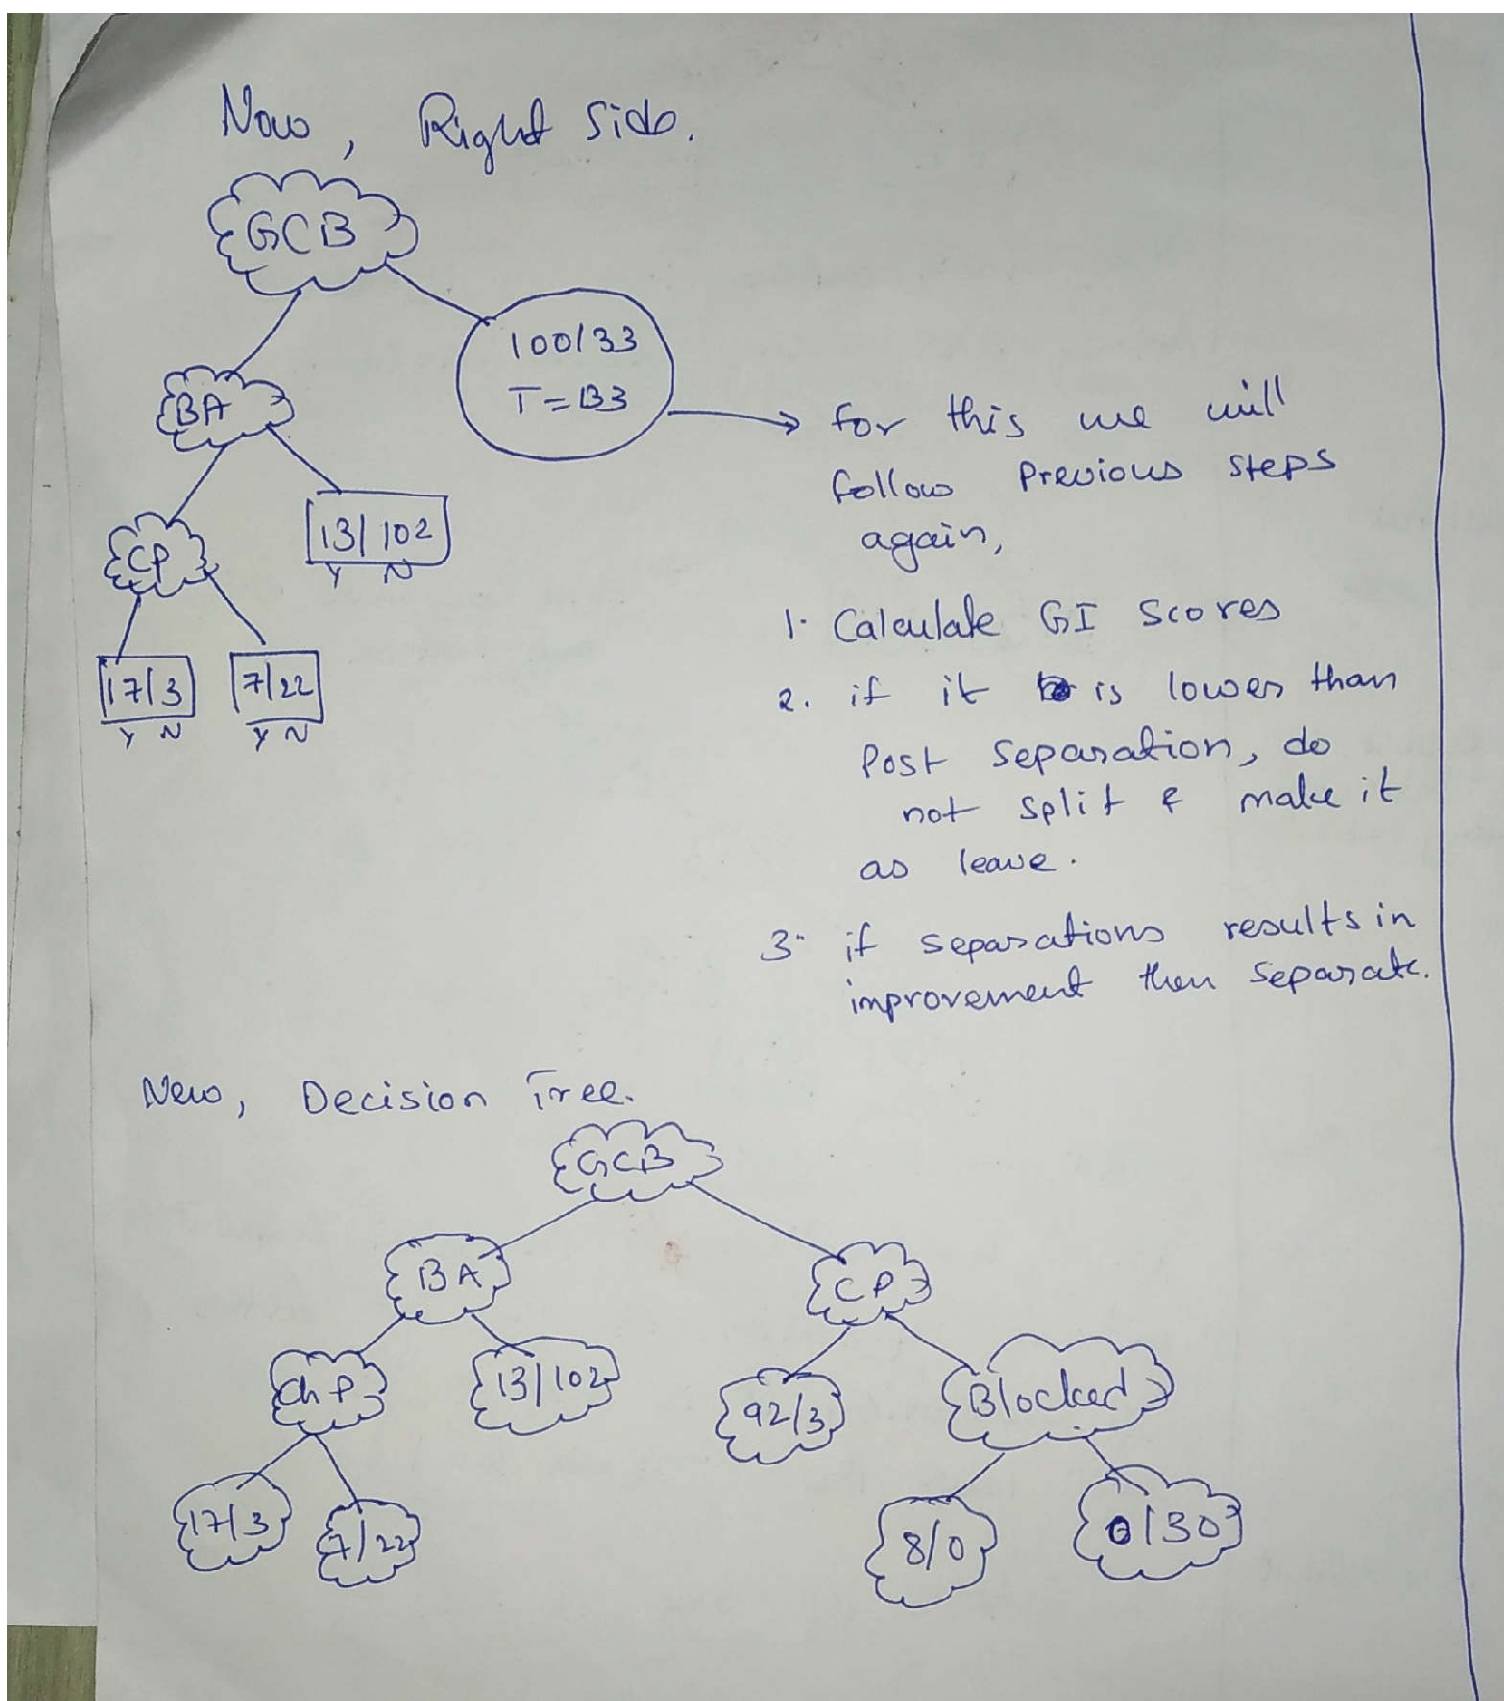 Now, Right Side.
GCB
100/33
T = 133
BA
for this we will
follow Previous steps
again,
13/102
Y N
CP
1. Calculate GI Scores
17/3
Y N
7/22
Y N
2. if it is lower than
Post Separation, do
not split & make it
as leave.
3. if separations results in
improvement then Separate.
New, Decision Tree.
GCB
BA
CP
Ch P
13/102
92/3
Blocked
17/3
7/22
8/0
0/30